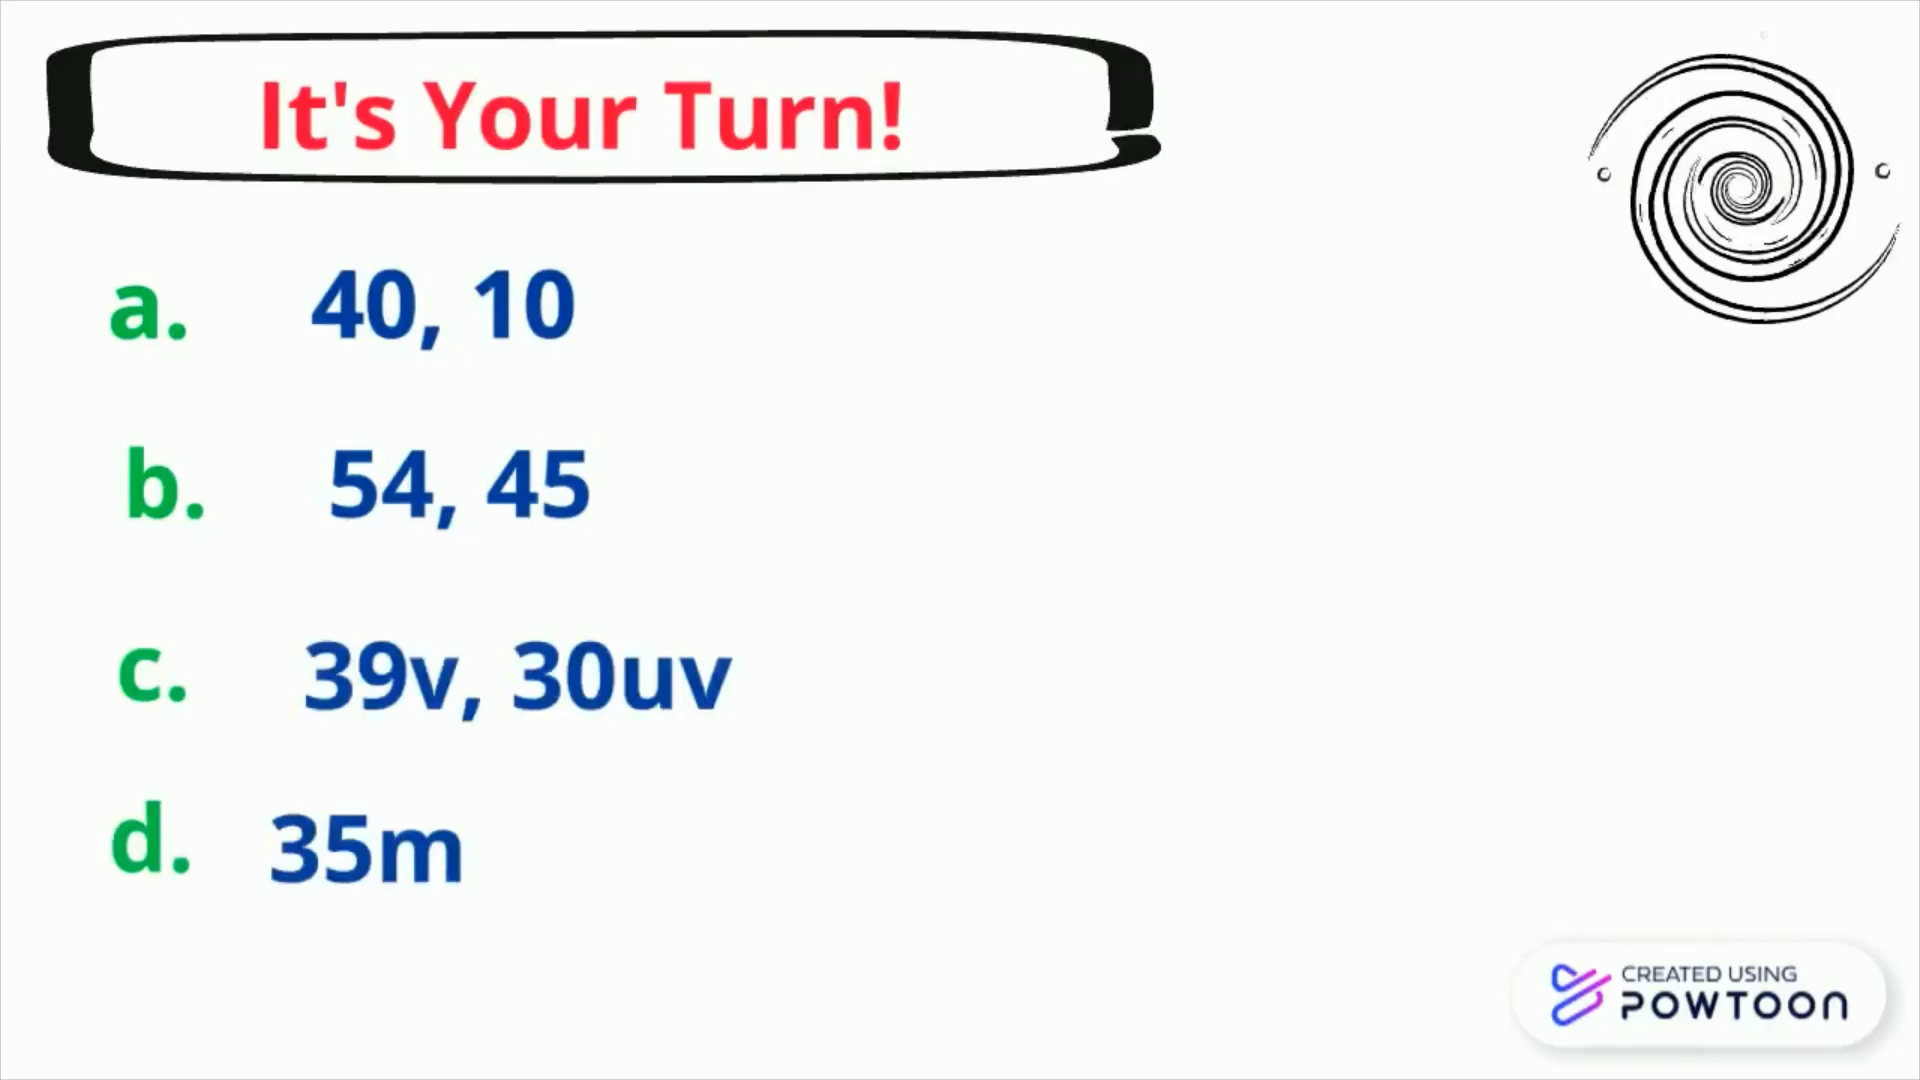 It's Your Turn!
a. 40, 10
b. 54, 45
c. 39v, 30uv
d. 35m
CREATED USING
POWTOON